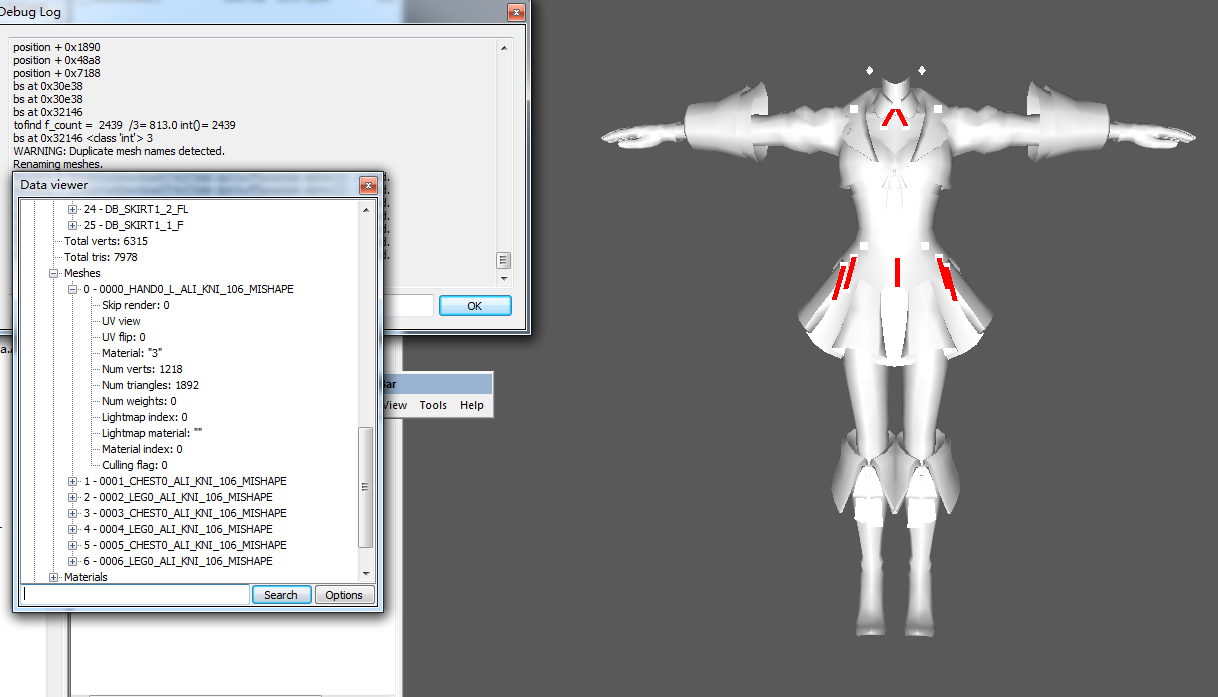 Debug Log
position + 0x1890
position + 0x48a8
position + 0x7188
bs at 0x30e38
bs at 0x30e38
bs at 0x32146
tofind f_count = 2439 /3= 813.0 int()= 2439
bs at 0x32146 <class 'int'> 3
WARNING: Duplicate mesh names detected.
Renaming meshes.
OK
Data viewer
24 - DB_SKIRT1_2_FL
25 - DB_SKIRT1_1_F
Total verts: 6315
Total tris: 7978
Meshes
0 - 0000_HAND0_L_ALI_KNI_106_MISHAPE
Skip render: 0
UV view
UV flip: 0
Material: "3"
Num verts: 1218
Num triangles: 1892
Num weights: 0
Lightmap index: 0
Lightmap material: ""
Material index: 0
Culling flag: 0
1 - 0001_CHEST0_ALI_KNI_106_MISHAPE
2 - 0002_LEG0_ALI_KNI_106_MISHAPE
3 - 0003_CHEST0_ALI_KNI_106_MISHAPE
4 - 0004_LEG0_ALI_KNI_106_MISHAPE
5 - 0005_CHEST0_ALI_KNI_106_MISHAPE
6 - 0006_LEG0_ALI_KNI_106_MISHAPE
Materials
Search Options
View Tools Help